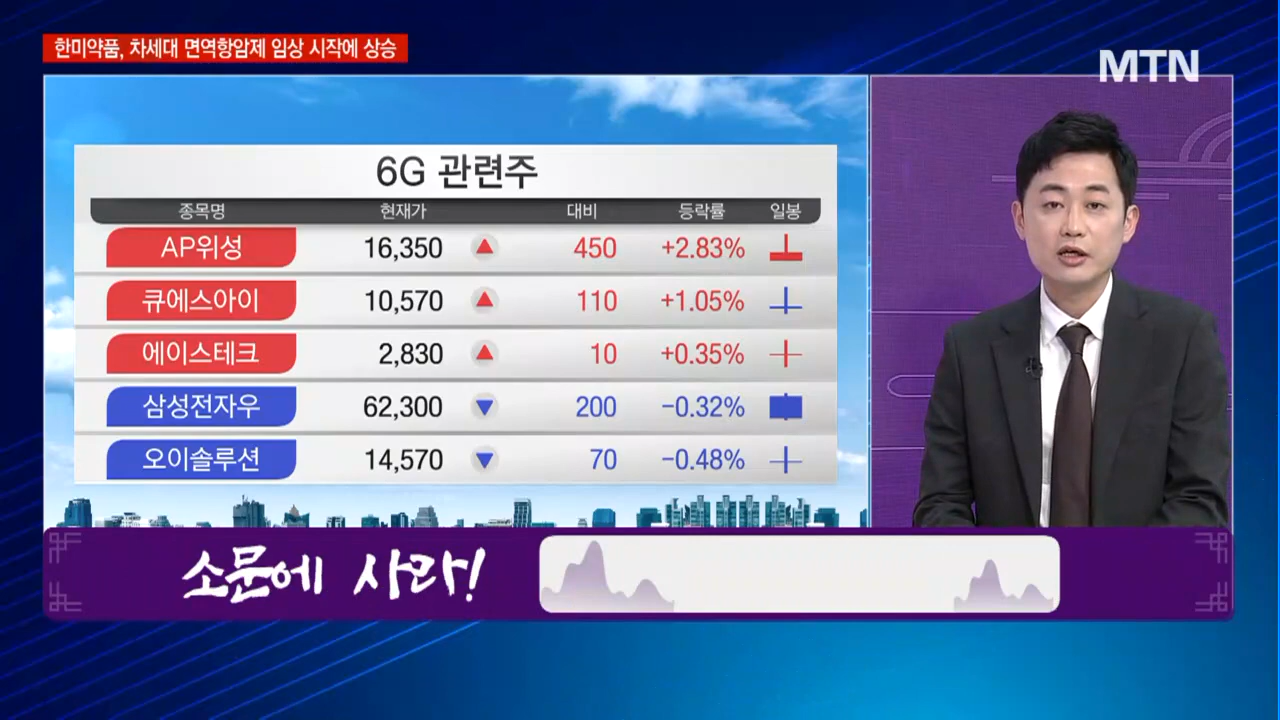 한미약품, 차세대 면역항암제 임상 시작에 상승
MTN
6G 관련주
종목명 현재가 대비 등락률 일봉
AP위성 16,350 ▲ 450 +2.83%
큐에스아이 10,570 ▲ 110 +1.05%
에이스테크 2,830 ▲ 10 +0.35%
삼성전자우 62,300 ▼ 200 -0.32%
오이솔루션 14,570 ▼ 70 -0.48%
소문에 사라!